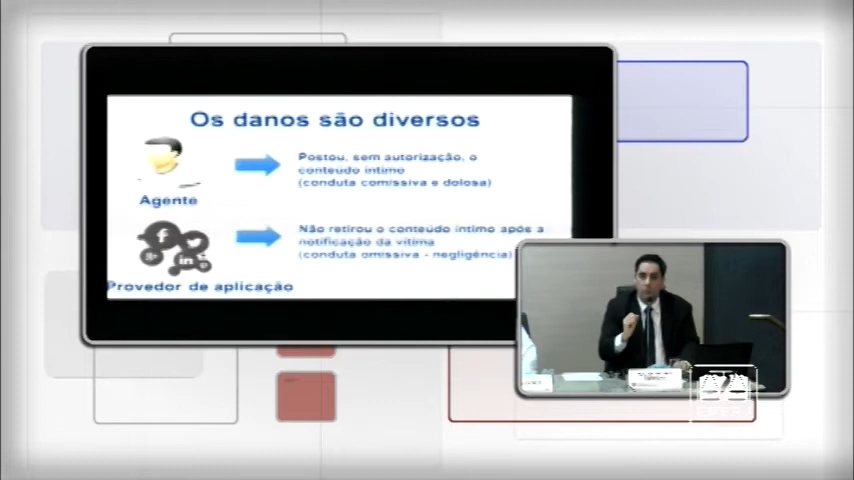 Os danos são diversos
Postou, sem autorização, o
conteúdo íntimo
(conduta comissiva e dolosa)
Agente
Não retirou o conteúdo íntimo após a
notificação da vítima
(conduta omissiva - negligência)
Provedor de aplicação